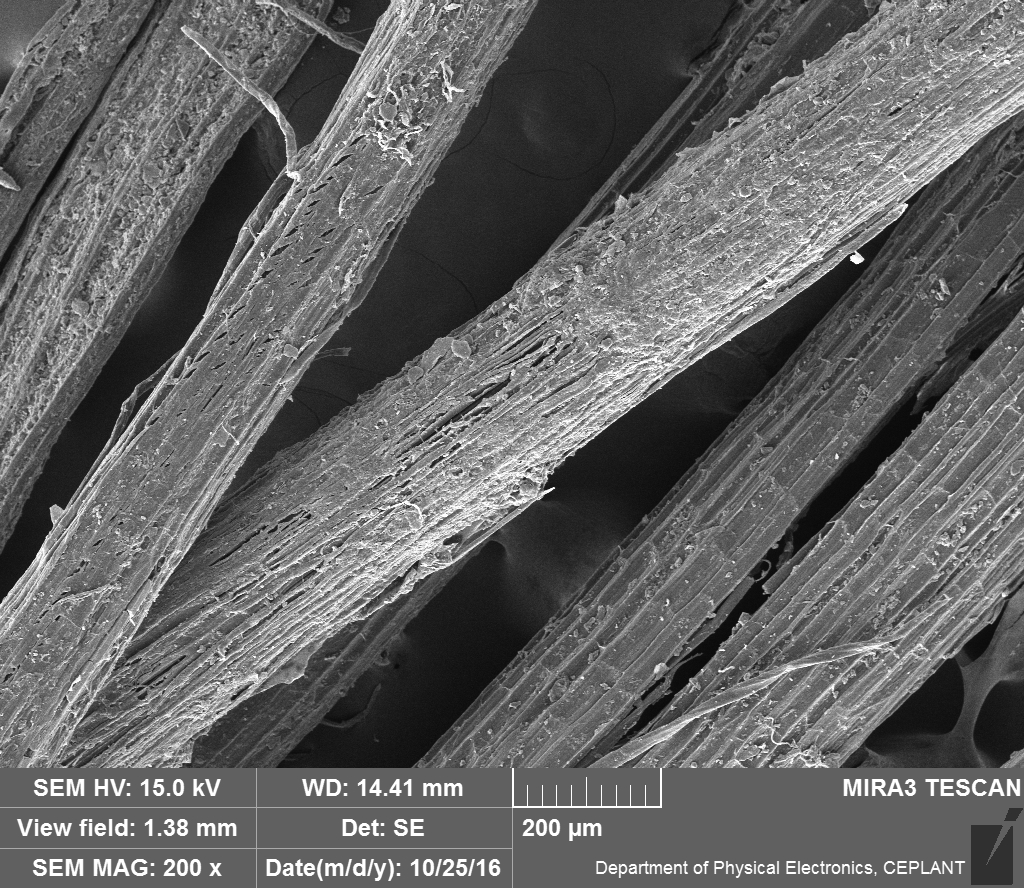 SEM HV: 15.0 kV
WD: 14.41 mm
MIRA3 TESCAN
View field: 1.38 mm
Det: SE
200 µm
SEM MAG: 200 x
Date(m/d/y): 10/25/16
Department of Physical Electronics, CEPLANT